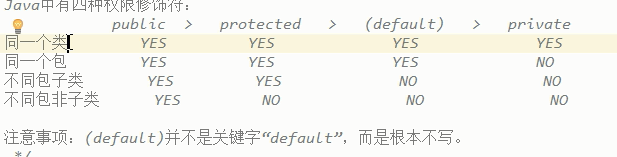 Java中有四种权限修饰符:
public > protected > (default) > private
同一个类 YES YES YES YES
同一个包 YES YES YES NO
不同包子类 YES YES NO NO
不同包非子类 YES NO NO NO
注意事项:(default)并不是关键字“default”,而是根本不写。
*/